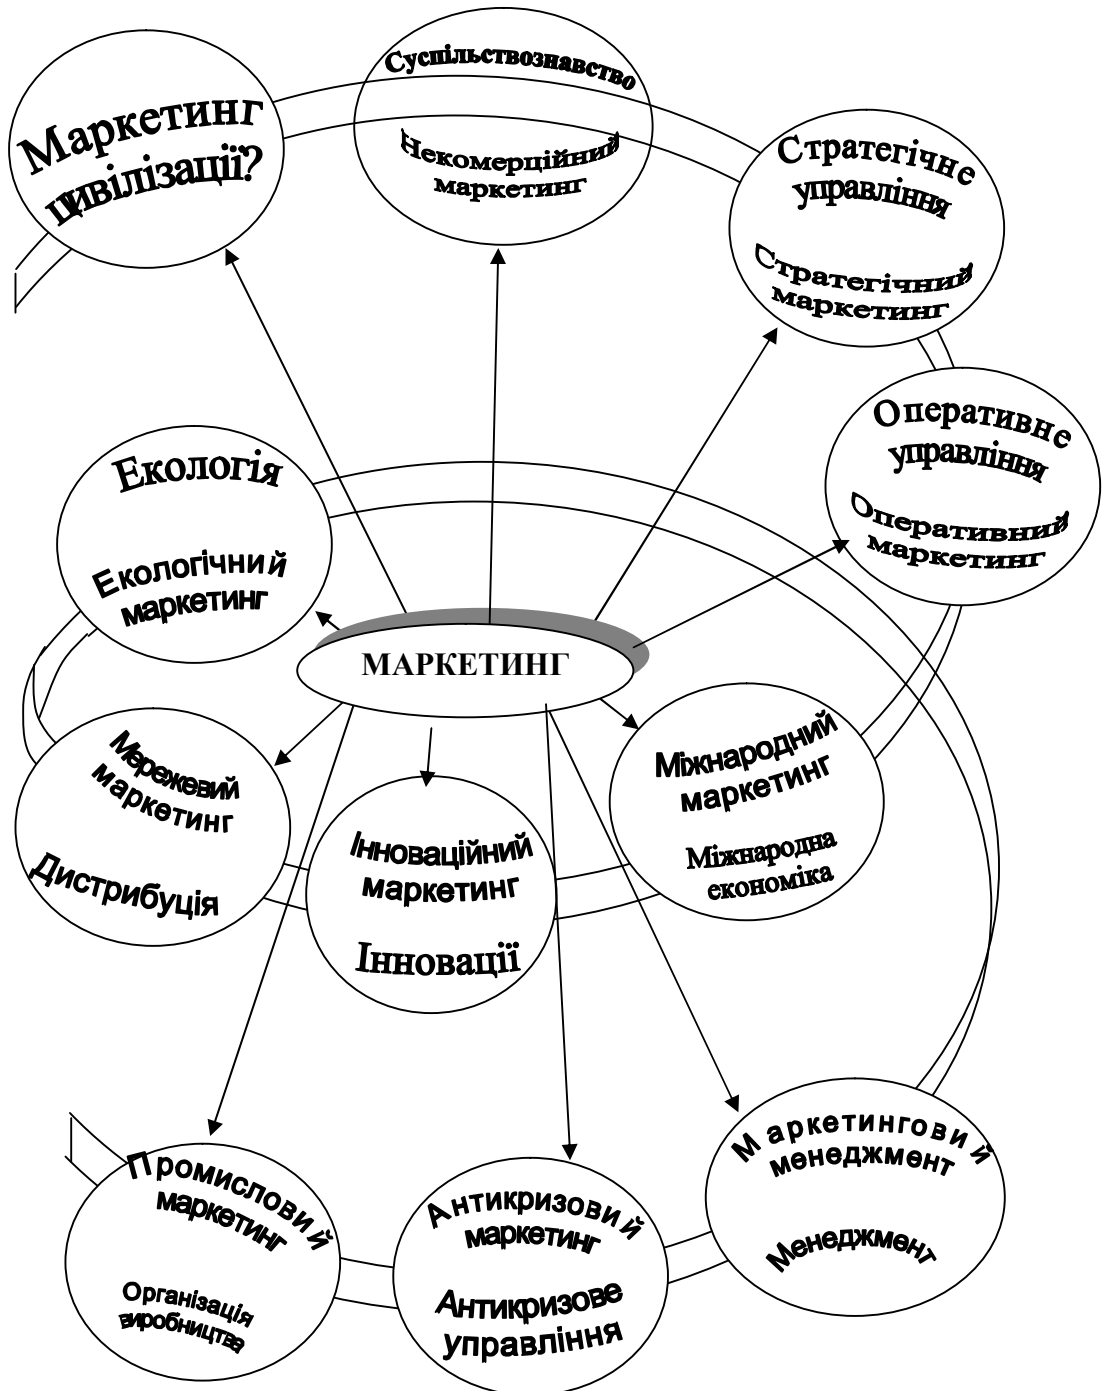 Маркетинг
цивілізації?
Суспільствознавство
Некомерційний
маркетинг
Стратегічне
управління
Стратегічний
маркетинг
Оперативне
управління
Оперативний
маркетинг
Екологія
Екологічний
маркетинг
МАРКЕТИНГ
Мережевий
маркетинг
Дистрибуція
Інноваційний
маркетинг
Інновації
Міжнародний
маркетинг
Міжнародна
економіка
Промисловий
маркетинг
Організація
виробництва
Антикризовий
маркетинг
Антикризове
управління
Маркетинговий
менеджмент
Менеджмент